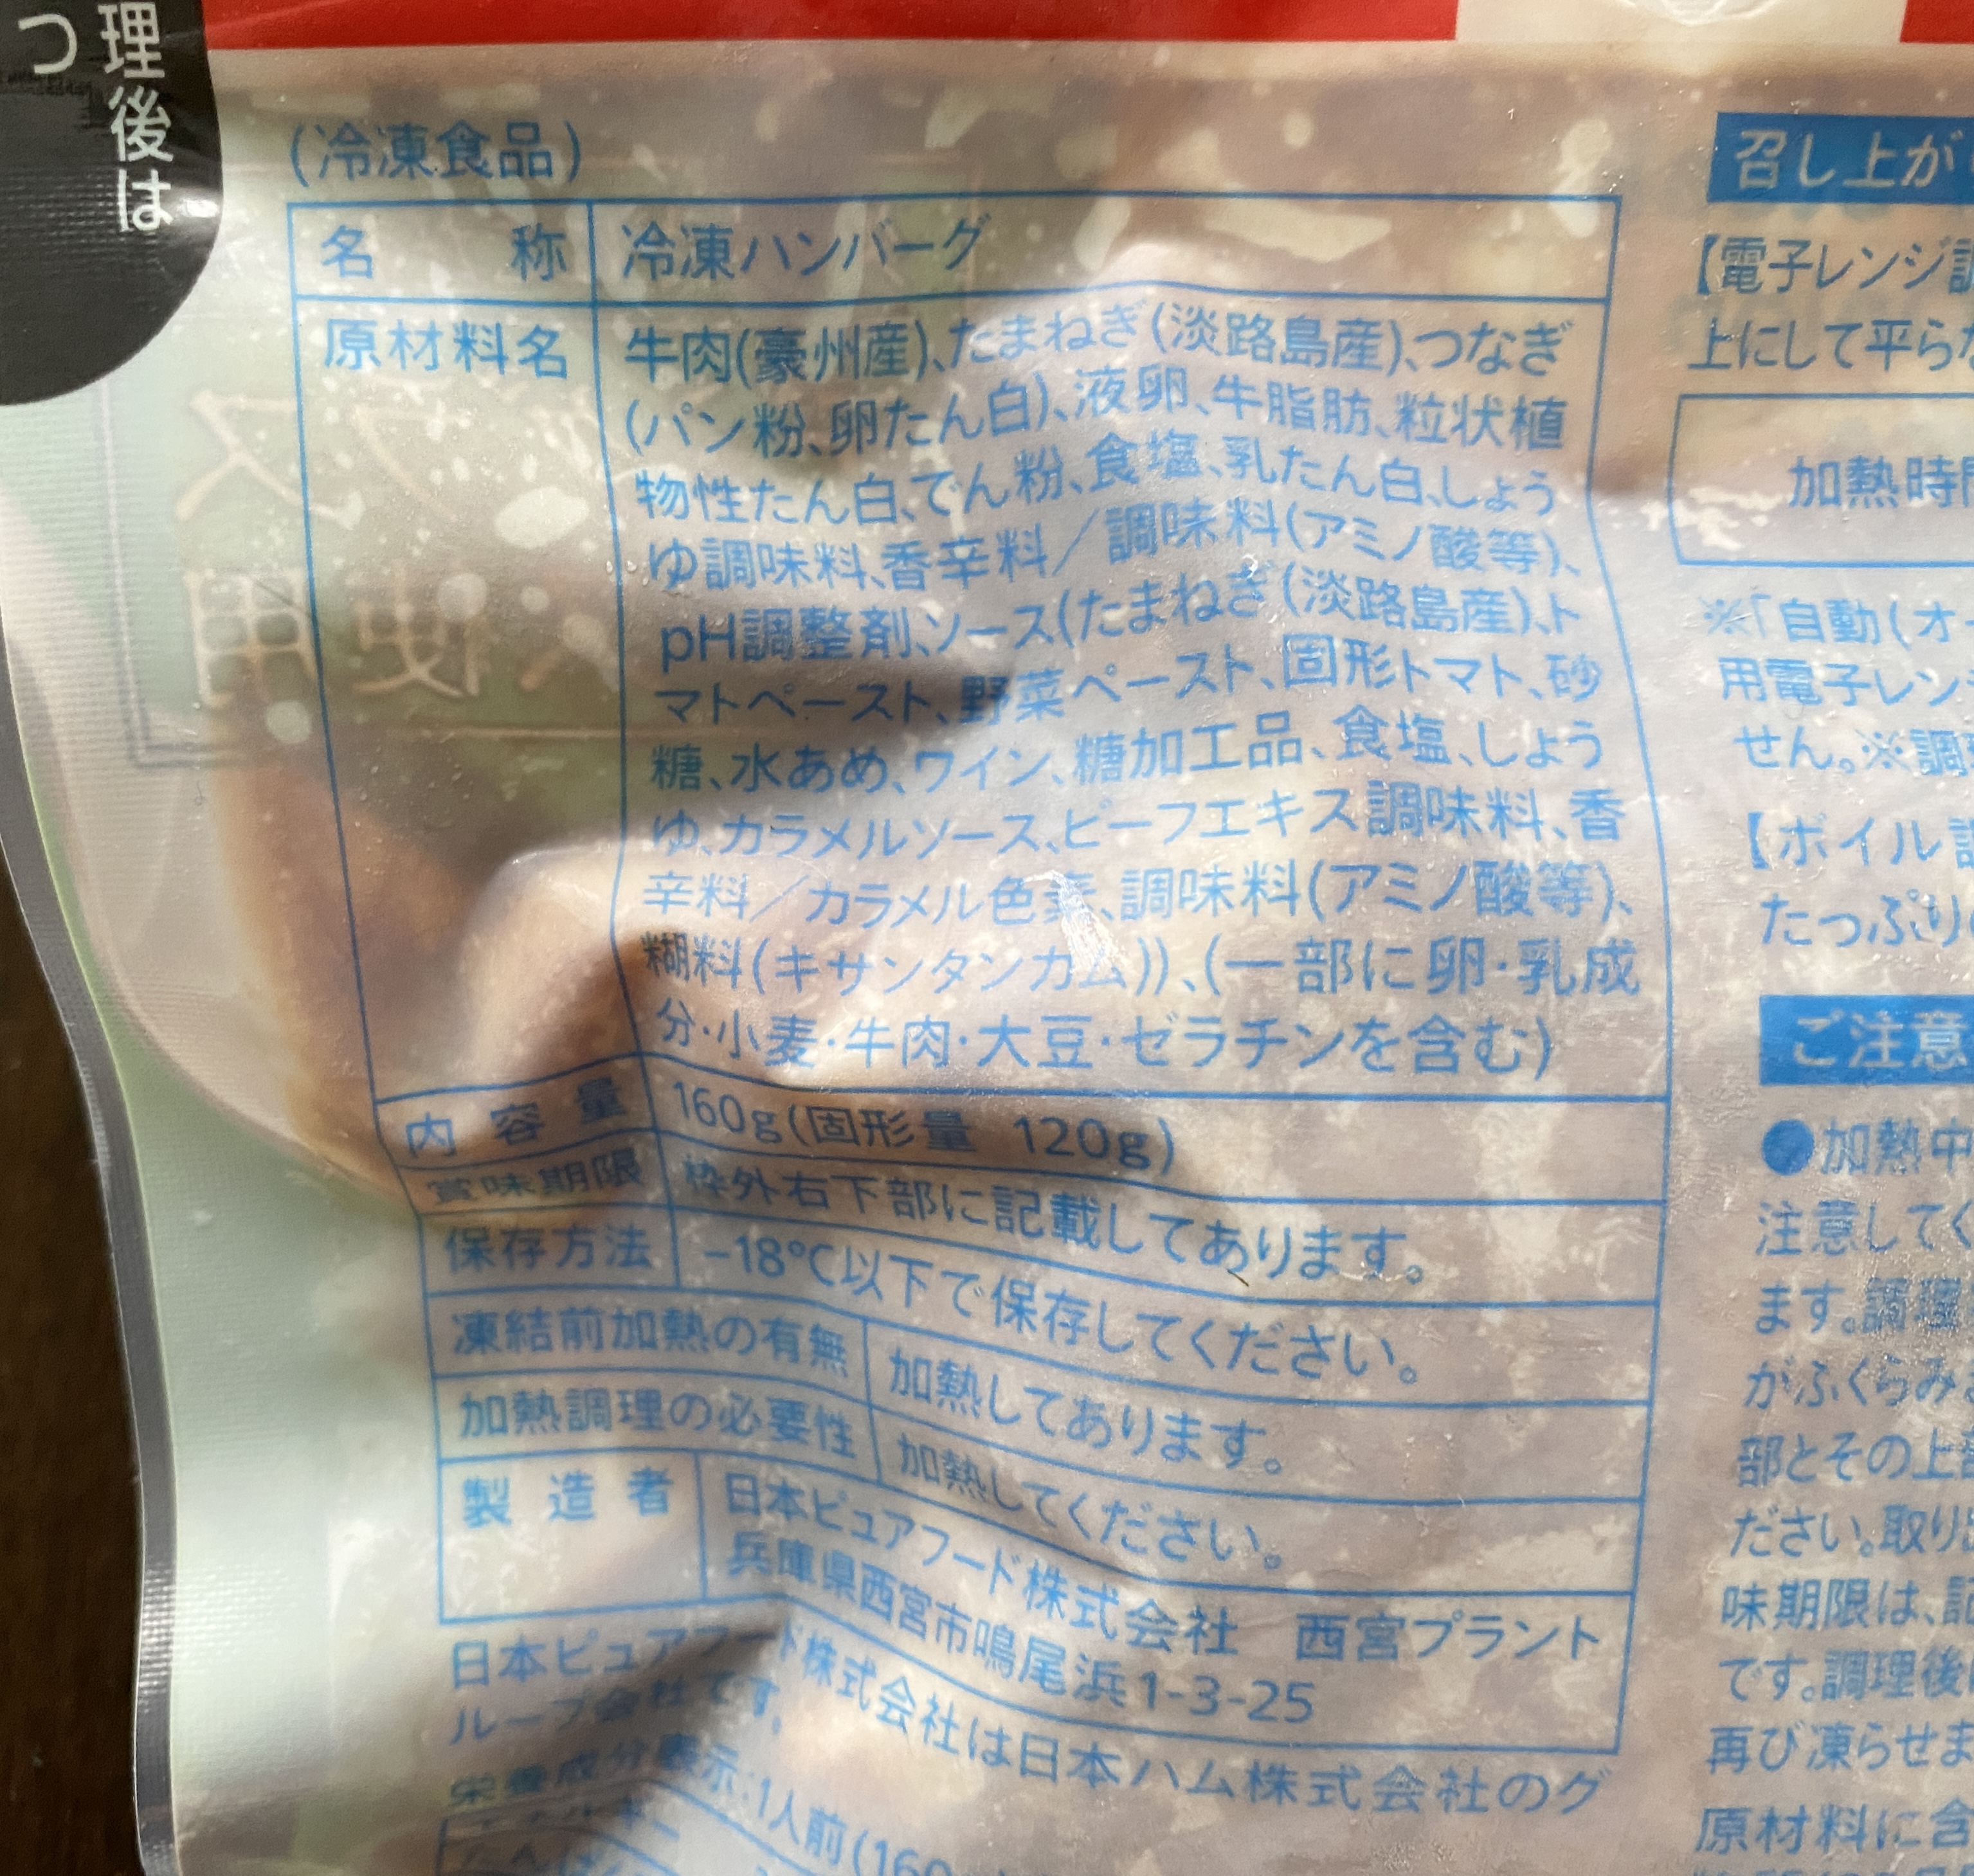 理後は
つ
(冷凍食品)
名称 冷凍ハンバーグ
原材料名 牛肉(豪州産)、たまねぎ(淡路島産)、つなぎ
(パン粉、卵たん白)、液卵、牛脂肪、粒状植
物性たん白、でん粉、食塩、乳たん白、しょう
ゆ調味料、香辛料／調味料(アミノ酸等)、
pH調整剤、ソース(たまねぎ(淡路島産)、ト
マトペースト、野菜ペースト、固形トマト、砂
糖、水あめ、ワイン、糖加工品、食塩、しょう
ゆ、カラメルソース、ビーフエキス調味料、香
辛料／カラメル色素、調味料(アミノ酸等)、
糊料(キサンタンガム))、(一部に卵・乳成
分・小麦・牛肉・大豆・ゼラチンを含む)
内容量 160g(固形量 120g)
賞味期限 枠外右下部に記載してあります。
保存方法 −18℃以下で保存してください。
凍結前加熱の有無 加熱してあります。
加熱調理の必要性 加熱してください。
製造者 日本ピュアフード株式会社 西宮プラント
兵庫県西宮市鳴尾浜1-3-25
日本ピュアフード株式会社は日本ハム株式会社のグ
ループ会社です。
栄養成分表示:1人前(160
召し上が
【電子レンジ調
上にして平らな
加熱時間
※「自動(オー
用電子レンジ
せん。※調
【ボイル調
たっぷりの
ご注意
●加熱中
注意してく
ます。調理
がふくらみ
部とその上部
ださい。取り出
味期限は、記
です。調理後
再び凍らせま
原材料に含